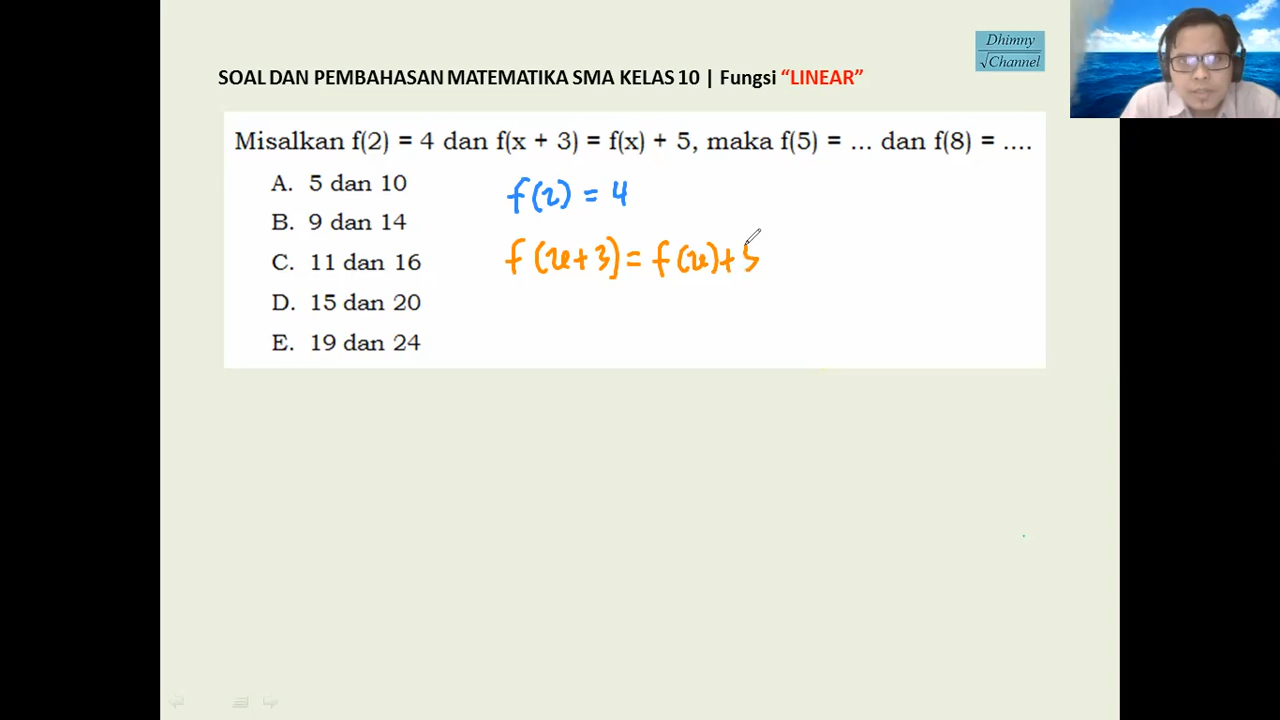 Dhimny
√Channel
SOAL DAN PEMBAHASAN MATEMATIKA SMA KELAS 10 | Fungsi “LINEAR”
Misalkan f(2) = 4 dan f(x + 3) = f(x) + 5, maka f(5) = ... dan f(8) = ....
A. 5 dan 10
B. 9 dan 14
C. 11 dan 16
D. 15 dan 20
E. 19 dan 24
f(2) = 4
f(x+3) = f(x)+5